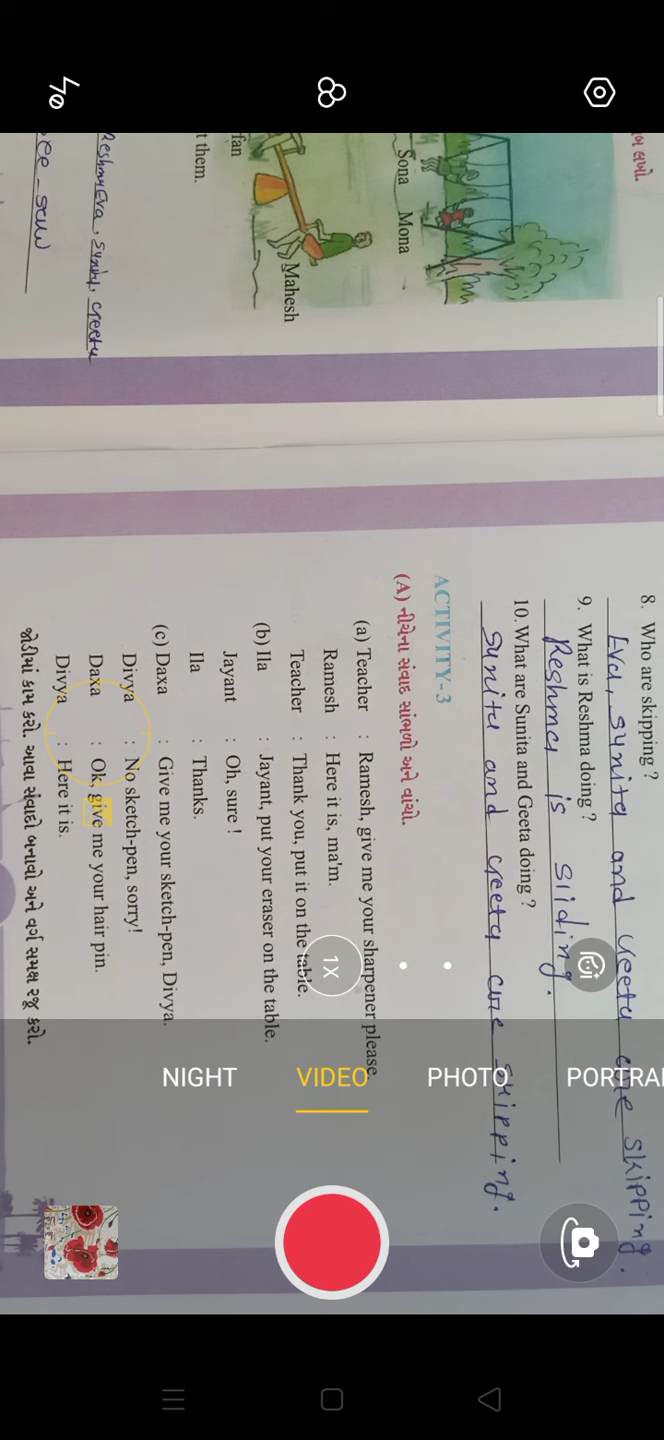 Sona
Mona
fan
Mahesh
t them.
Reshma Eva, Sunita, Geeta
ee - saw
8. Who are skipping ?
Eva, Sunita and Geeta are skipping.
9. What is Reshma doing ?
Reshma is sliding.
10. What are Sunita and Geeta doing ?
Sunita and Geeta are skipping.
ACTIVITY-3
(A) નીચેના સંવાદ સાંભળો અને વાંચો.
(a) Teacher : Ramesh, give me your sharpener please.
Ramesh : Here it is, ma'm.
Teacher : Thank you, put it on the table.
(b) Ila : Jayant, put your eraser on the table.
Jayant : Oh, sure !
Ila : Thanks.
(c) Daxa : Give me your sketch-pen, Divya.
Divya : No sketch-pen, sorry!
Daxa : Ok, give me your hair pin.
Divya : Here it is.
જોડીમાં કામ કરો. આવા સંવાદો બનાવો અને વર્ગ સમક્ષ રજૂ કરો.
1X
NIGHT VIDEO PHOTO PORTRAI